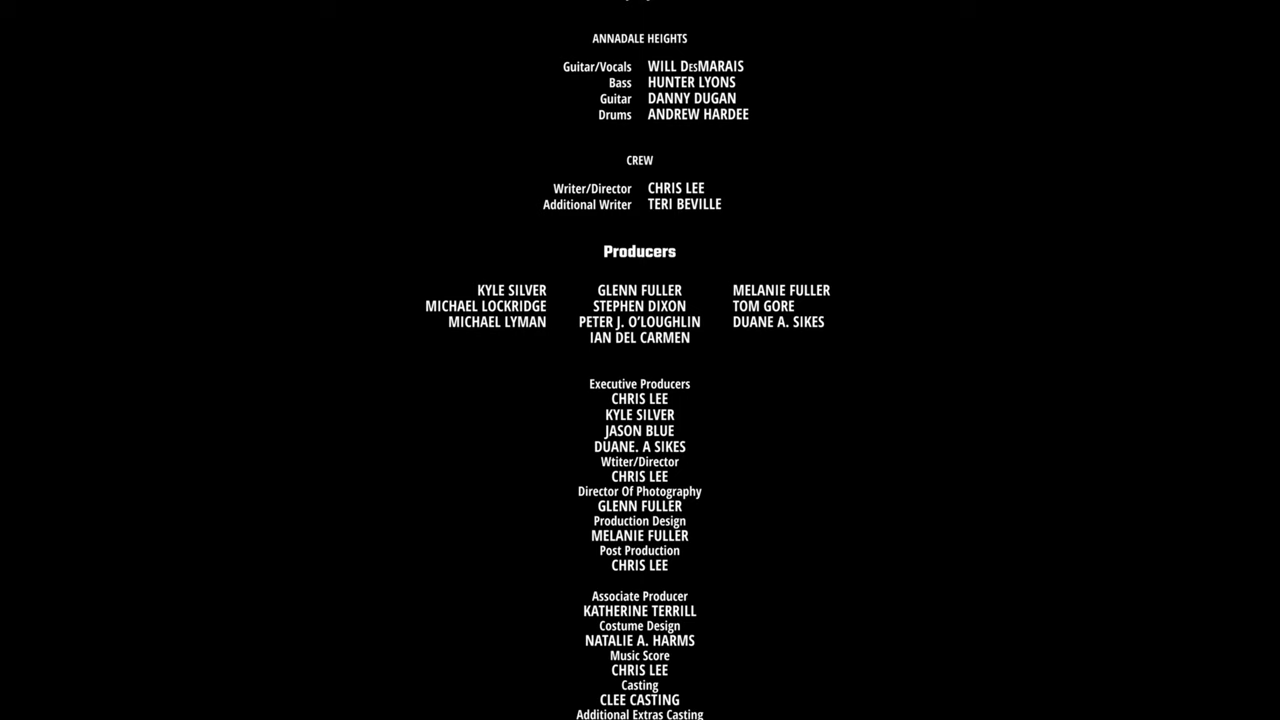 ANNADALE HEIGHTS
Guitar/Vocals WILL DESMARAIS
Bass HUNTER LYONS
Guitar DANNY DUGAN
Drums ANDREW HARDEE
CREW
Writer/Director CHRIS LEE
Additional Writer TERI BEVILLE
Producers
KYLE SILVER GLENN FULLER MELANIE FULLER
MICHAEL LOCKRIDGE STEPHEN DIXON TOM GORE
MICHAEL LYMAN PETER J. O’LOUGHLIN DUANE A. SIKES
IAN DEL CARMEN
Executive Producers
CHRIS LEE
KYLE SILVER
JASON BLUE
DUANE. A SIKES
Wtiter/Director
CHRIS LEE
Director Of Photography
GLENN FULLER
Production Design
MELANIE FULLER
Post Production
CHRIS LEE
Associate Producer
KATHERINE TERRILL
Costume Design
NATALIE A. HARMS
Music Score
CHRIS LEE
Casting
CLEE CASTING
Additional Extras Casting